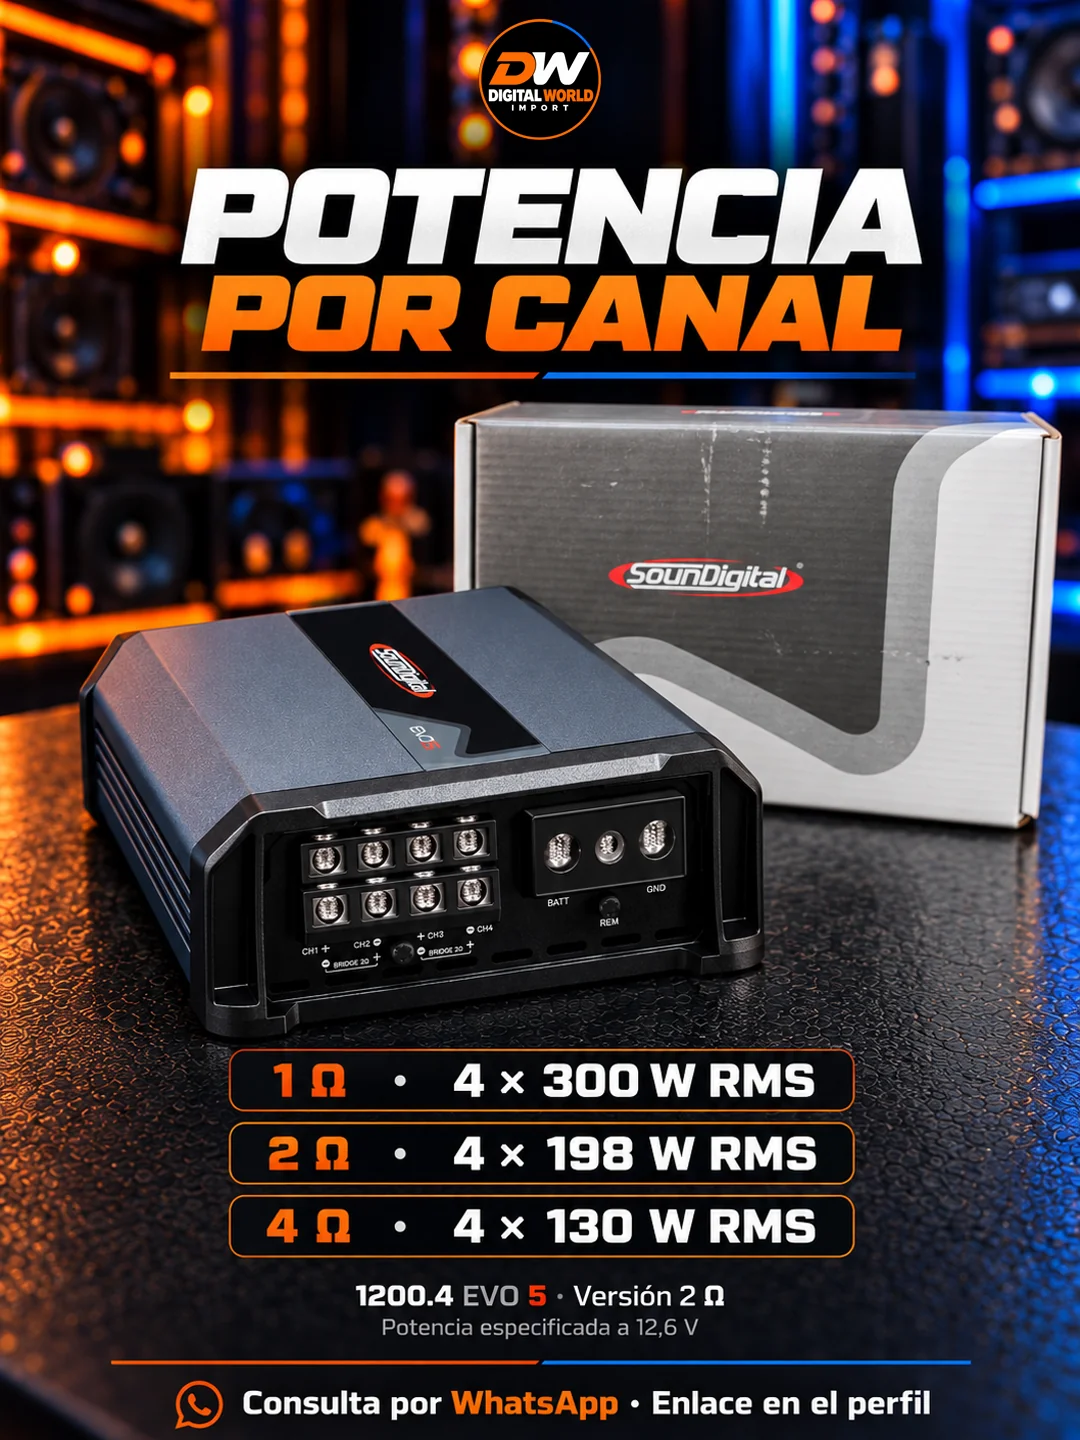 DW
DIGITAL WORLD
IMPORT
POTENCIA
POR CANAL
SounDigital
SounDigital
EVO5
BATT
GND
REM
CH1 + CH2 - + CH3 - CH4
- BRIDGE 2Ω + - BRIDGE 2Ω +
1 Ω • 4 × 300 W RMS
2 Ω • 4 × 198 W RMS
4 Ω • 4 × 130 W RMS
1200.4 EVO 5 · Versión 2 Ω
Potencia especificada a 12,6 V
Consulta por WhatsApp • Enlace en el perfil